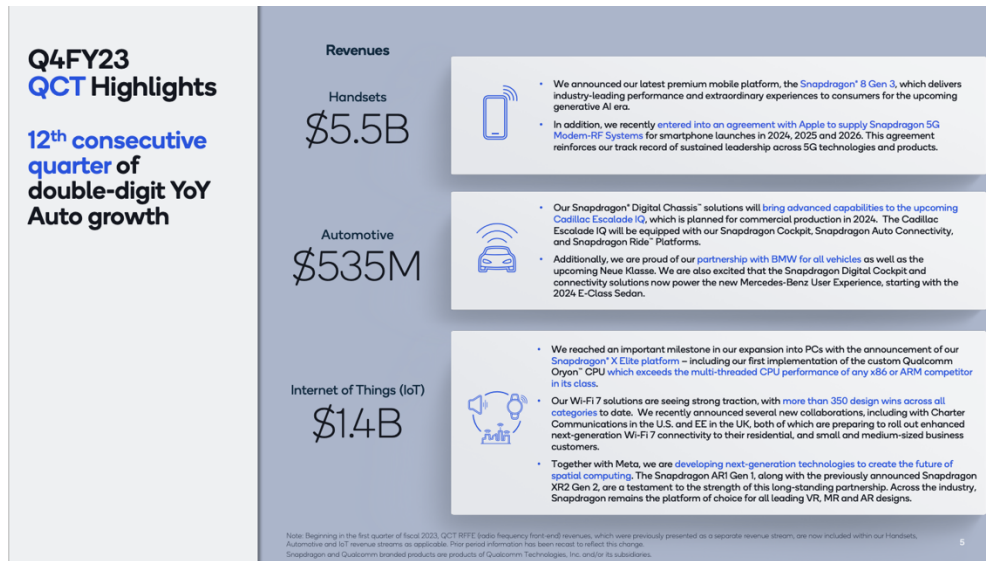 Q4FY23
QCT Highlights
12th consecutive
quarter of
double-digit YoY
Auto growth
Revenues
Handsets
$5.5B
• We announced our latest premium mobile platform, the Snapdragon® 8 Gen 3, which delivers
industry-leading performance and extraordinary experiences to consumers for the upcoming
generative AI era.
• In addition, we recently entered into an agreement with Apple to supply Snapdragon 5G
Modem-RF Systems for smartphone launches in 2024, 2025 and 2026. This agreement
reinforces our track record of sustained leadership across 5G technologies and products.
Automotive
$535M
• Our Snapdragon® Digital Chassis™ solutions will bring advanced capabilities to the upcoming
Cadillac Escalade IQ, which is planned for commercial production in 2024. The Cadillac
Escalade IQ will be equipped with our Snapdragon Cockpit, Snapdragon Auto Connectivity,
and Snapdragon Ride™ Platforms.
• Additionally, we are proud of our partnership with BMW for all vehicles as well as the
upcoming Neue Klasse. We are also excited that the Snapdragon Digital Cockpit and
connectivity solutions now power the new Mercedes-Benz User Experience, starting with the
2024 E-Class Sedan.
Internet of Things (IoT)
$1.4B
• We reached an important milestone in our expansion into PCs with the announcement of our
Snapdragon® X Elite platform – including our first implementation of the custom Qualcomm
Oryon™ CPU which exceeds the multi-threaded CPU performance of any x86 or ARM competitor
in its class.
• Our Wi-Fi 7 solutions are seeing strong traction, with more than 350 design wins across all
categories to date. We recently announced several new collaborations, including with Charter
Communications in the U.S. and EE in the UK, both of which are preparing to roll out enhanced
next-generation Wi-Fi 7 connectivity to their residential, and small and medium-sized business
customers.
• Together with Meta, we are developing next-generation technologies to create the future of
spatial computing. The Snapdragon AR1 Gen 1, along with the previously announced Snapdragon
XR2 Gen 2, are a testament to the strength of this long-standing partnership. Across the industry,
Snapdragon remains the platform of choice for all leading VR, MR and AR designs.
Note: Beginning in the first quarter of fiscal 2023, QCT RFFE (radio frequency front-end) revenues, which were previously presented as a separate revenue stream, are now included within our Handsets,
Automotive and IoT revenue streams as applicable. Prior period information has been recast to reflect this change.
Snapdragon and Qualcomm branded products are products of Qualcomm Technologies, Inc. and/or its subsidiaries.
5